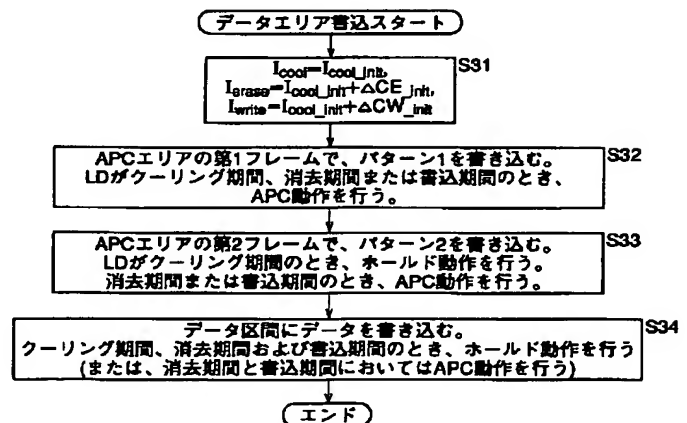 データエリア書込スタート
S31
Icool=Icool_init,
Ierase=Icool_init+△CE_init,
Iwrite=Icool_init+△CW_init
S32
APCエリアの第1フレームで、パターン1を書き込む。
LDがクーリング期間、消去期間または書込期間のとき、
APC動作を行う。
S33
APCエリアの第2フレームで、パターン2を書き込む。
LDがクーリング期間のとき、ホールド動作を行う。
消去期間または書込期間のとき、APC動作を行う。
S34
データ区間にデータを書き込む。
クーリング期間、消去期間および書込期間のとき、ホールド動作を行う
(または、消去期間と書込期間においてはAPC動作を行う)
エンド